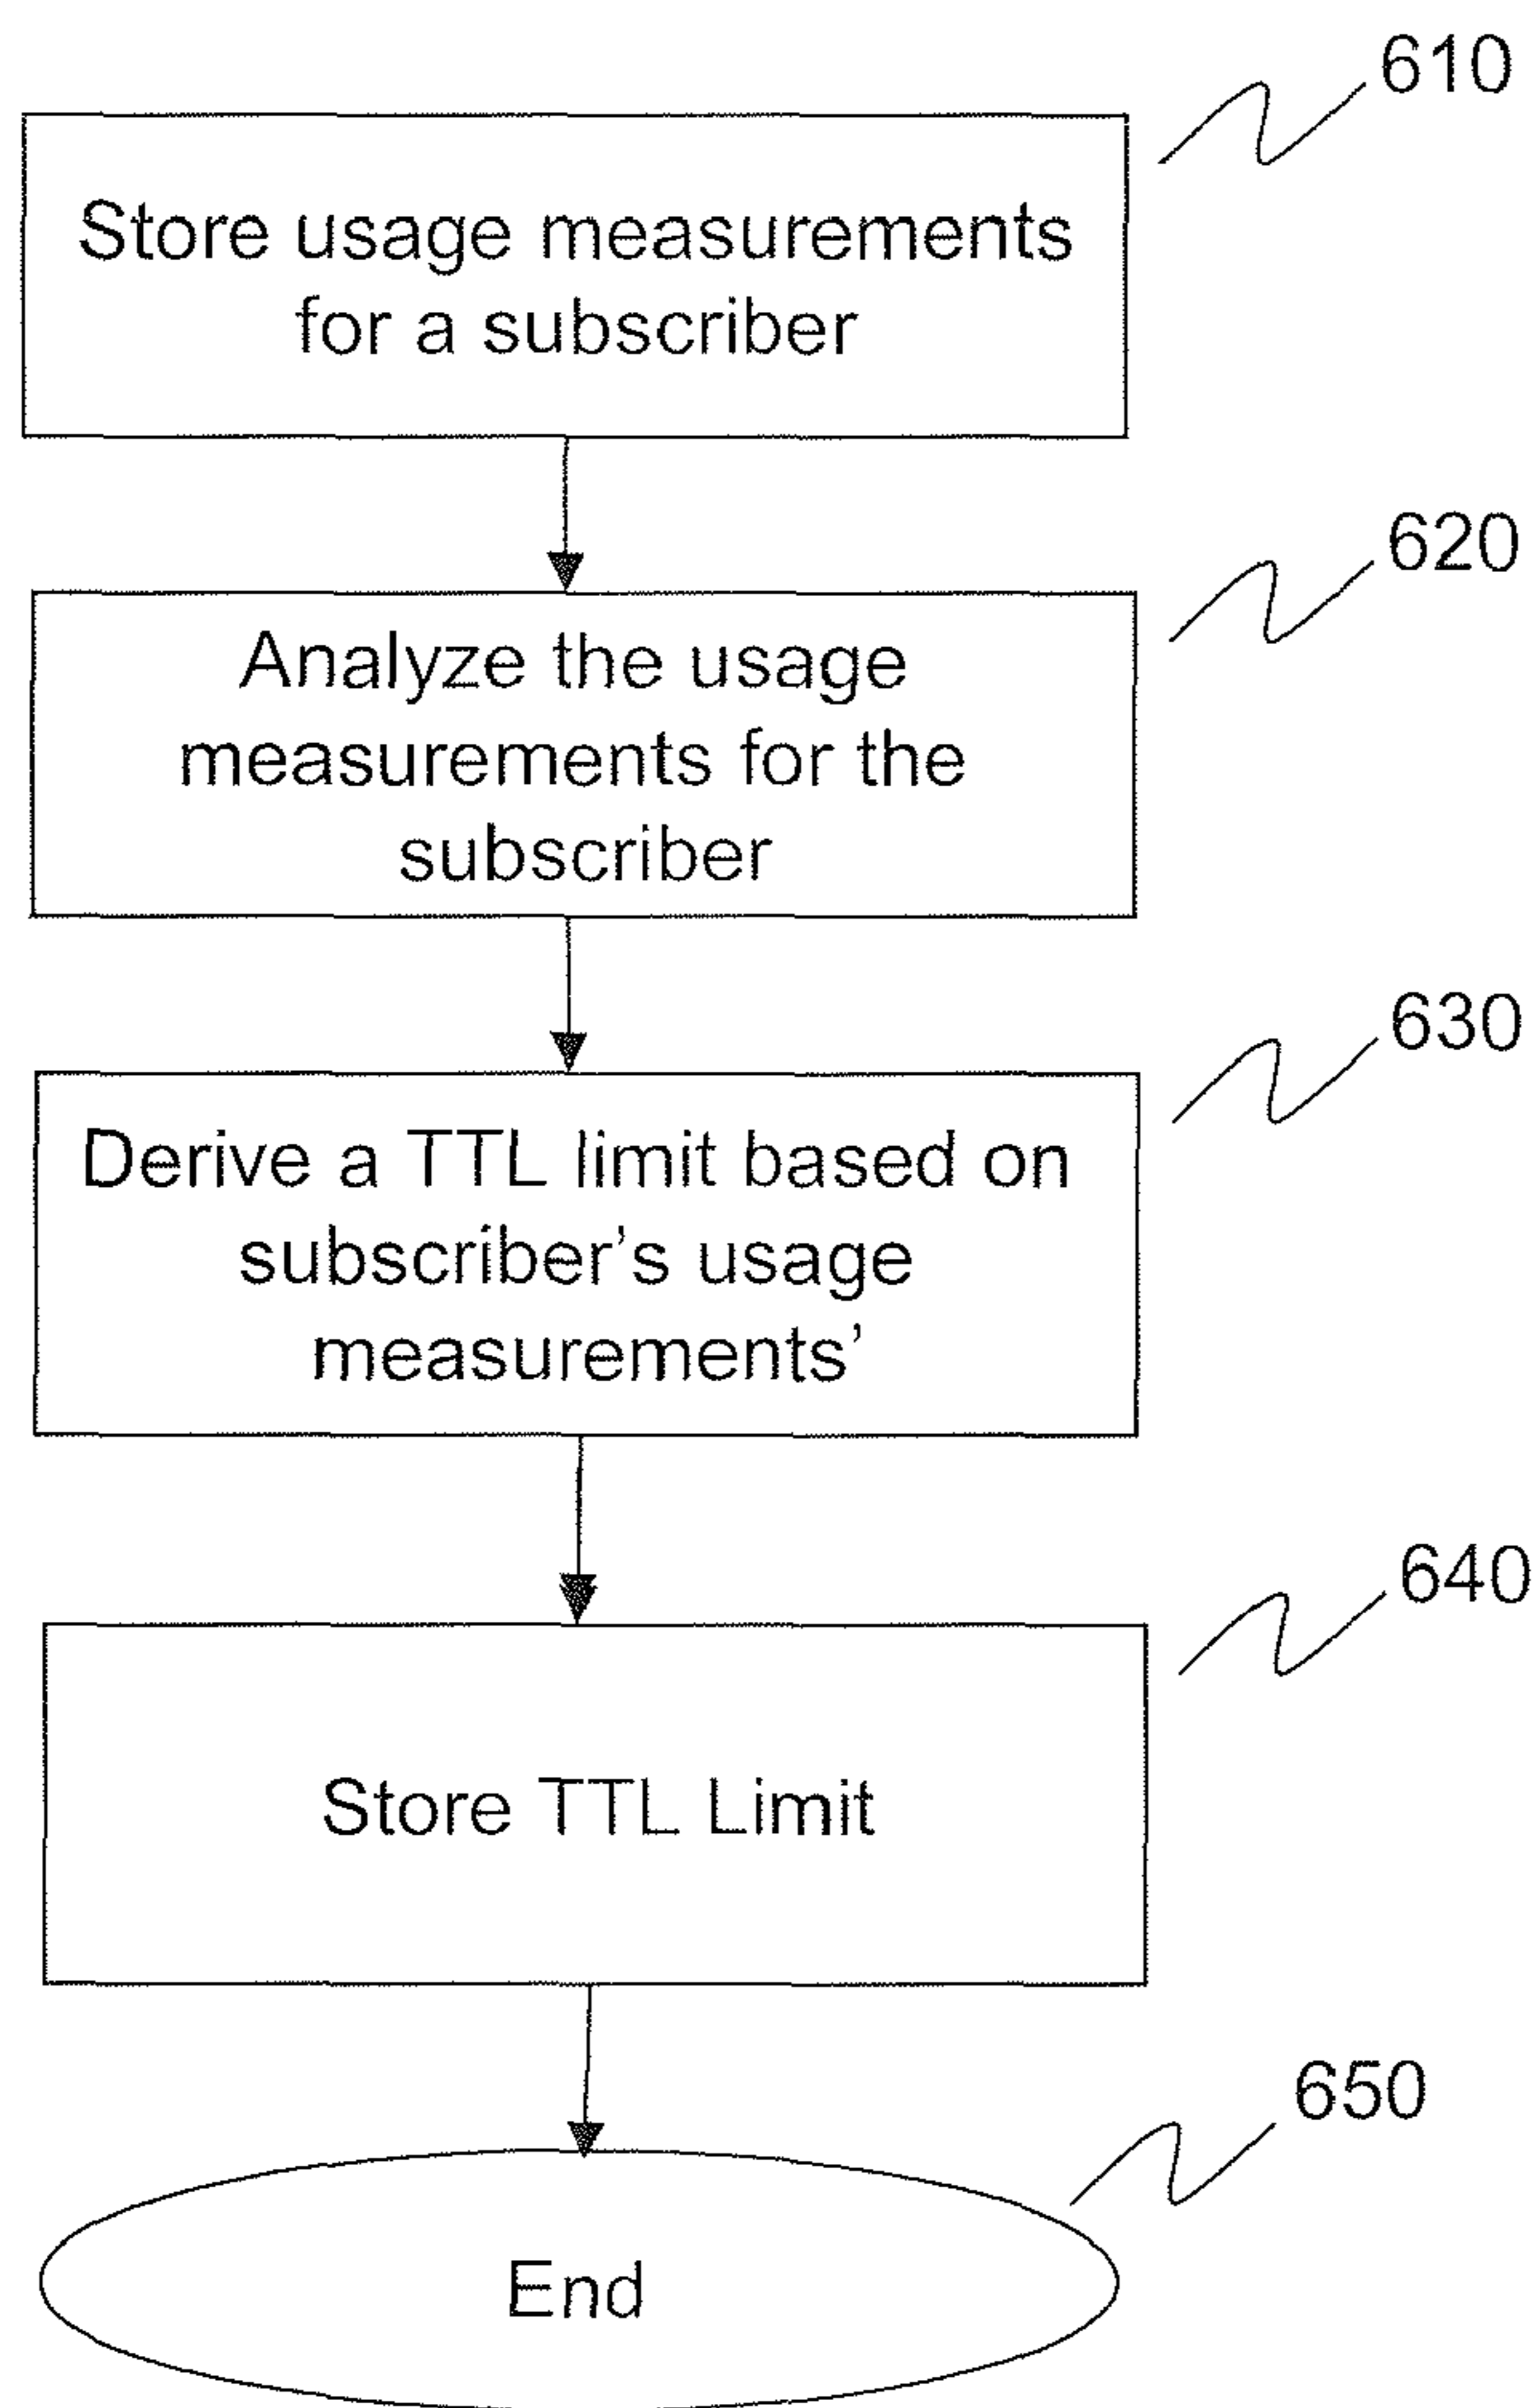 610
Store usage measurements
for a subscriber
620
Analyze the usage
measurements for the
subscriber
630
Derive a TTL limit based on
subscriber's usage
measurements'
640
Store TTL Limit
650
End